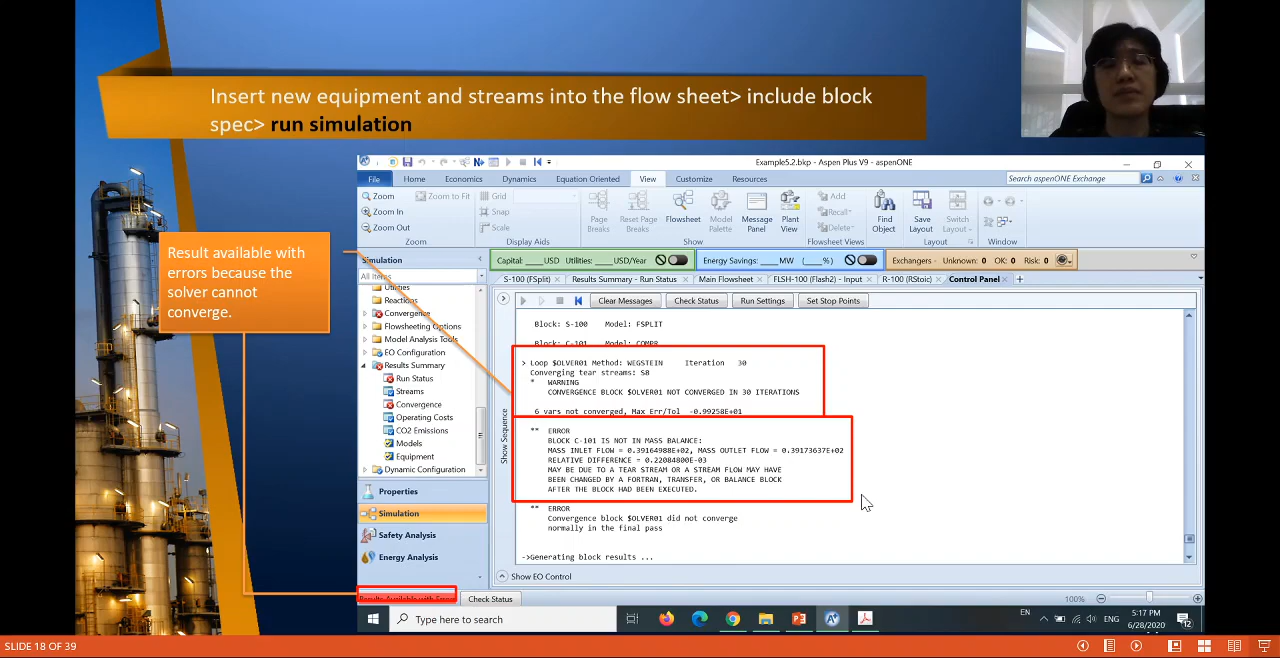 Insert new equipment and streams into the flow sheet> include block
spec> run simulation
Result available with
errors because the
solver cannot
converge.
Example5.2.bkp - Aspen Plus V9 - aspenONE
File Home Economics Dynamics Equation Oriented View Customize Resources
Search aspenONE Exchange
Zoom
Zoom to Fit
Zoom In
Zoom Out
Zoom
Grid
Snap
Scale
Display Aids
Page Breaks
Reset Page Breaks
Flowsheet
Model Palette
Message Panel
Plant View
Show
Add
Recall
Delete
Flowsheet Views
Find Object
Save Layout
Switch Layout
Layout
Window
Simulation
Capital: ____USD Utilities: ____USD/Year
Energy Savings: ____MW (____%)
Exchangers - Unknown: 0 OK: 0 Risk: 0
All Items
S-100 (FSplit) Results Summary - Run Status Main Flowsheet FLSH-100 (Flash2) - Input R-100 (RStoic) Control Panel +
Utilities
Reactions
Convergence
Flowsheeting Options
Model Analysis Tools
EO Configuration
Results Summary
Run Status
Streams
Convergence
Operating Costs
CO2 Emissions
Models
Equipment
Dynamic Configuration
Properties
Simulation
Safety Analysis
Energy Analysis
Clear Messages Check Status Run Settings Set Stop Points
Show Sequence
Block: S-100 Model: FSPLIT
Block: C-101 Model: COMPR
> Loop $OLVER01 Method: WEGSTEIN Iteration 30
Converging tear streams: S8
* WARNING
CONVERGENCE BLOCK $OLVER01 NOT CONVERGED IN 30 ITERATIONS
6 vars not converged, Max Err/Tol -0.99258E+01
** ERROR
BLOCK C-101 IS NOT IN MASS BALANCE:
MASS INLET FLOW = 0.39164988E+02, MASS OUTLET FLOW = 0.39173637E+02
RELATIVE DIFFERENCE = 0.22084800E-03
MAY BE DUE TO A TEAR STREAM OR A STREAM FLOW MAY HAVE
BEEN CHANGED BY A FORTRAN, TRANSFER, OR BALANCE BLOCK
AFTER THE BLOCK HAD BEEN EXECUTED.
** ERROR
Convergence block $OLVER01 did not converge
normally in the final pass
->Generating block results ...
Show EO Control
Results Available with Errors
Check Status
100%
Type here to search
EN
ENG
5:17 PM
6/28/2020
12
SLIDE 18 OF 39